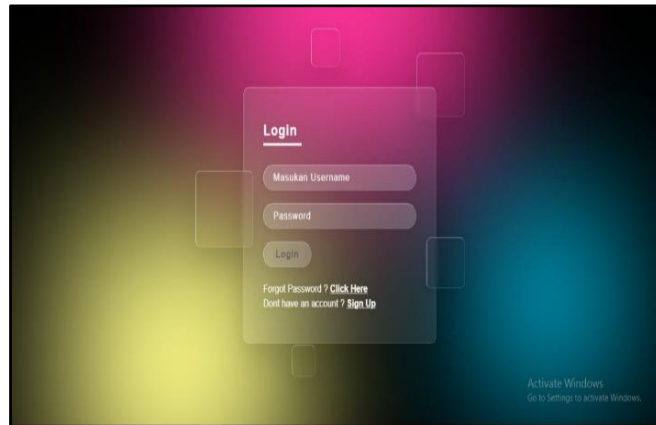 Login
Masukan Username
Password
Login
Forgot Password ? Click Here
Dont have an account ? Sign Up
Activate Windows
Go to Settings to activate Windows.